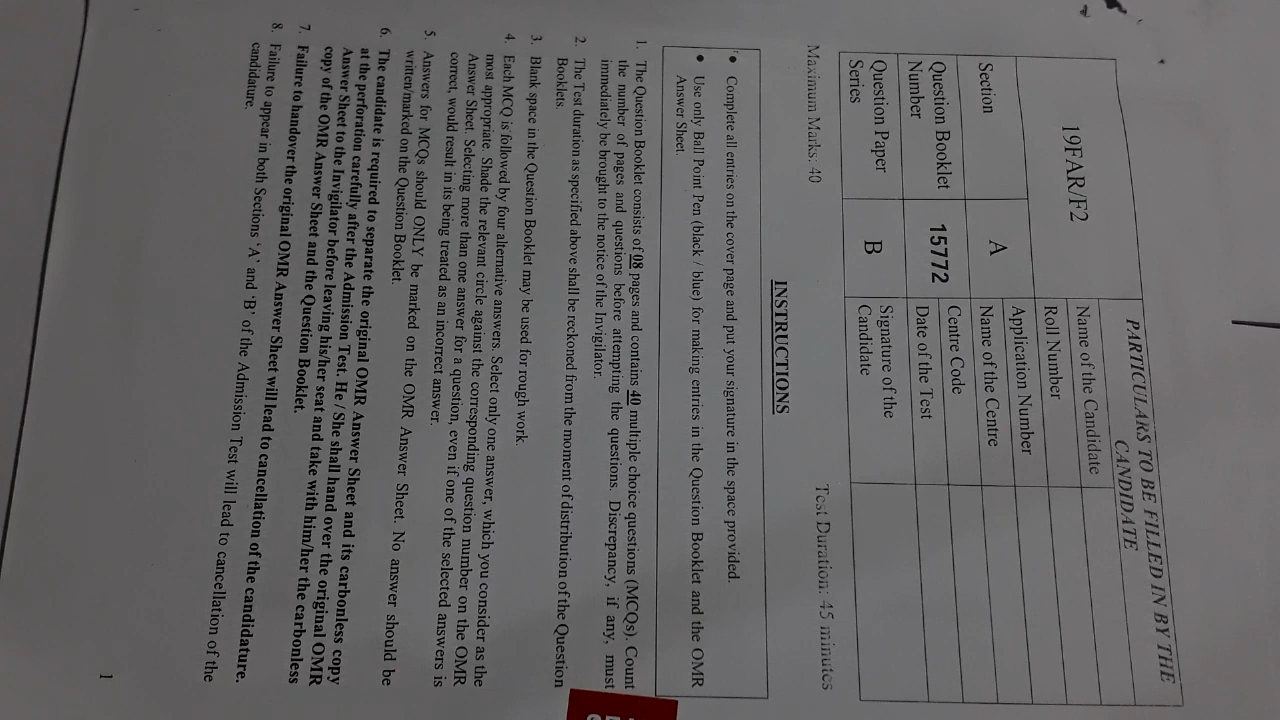 19FAR/F2
PARTICULARS TO BE FILLED IN BY THE
CANDIDATE
Name of the Candidate
Roll Number
Section
A
Application Number
Name of the Centre
Question Booklet
Number
15772
Centre Code
Date of the Test
Question Paper
Series
B
Signature of the
Candidate
Maximum Marks: 40
Test Duration: 45 minutes
INSTRUCTIONS
• Complete all entries on the cover page and put your signature in the space provided.
• Use only Ball Point Pen (black / blue) for making entries in the Question Booklet and the OMR
Answer Sheet.
1. The Question Booklet consists of 08 pages and contains 40 multiple choice questions (MCQs). Count
the number of pages and questions before attempting the questions. Discrepancy, if any, must
immediately be brought to the notice of the Invigilator.
2. The Test duration as specified above shall be reckoned from the moment of distribution of the Question
Booklets.
3. Blank space in the Question Booklet may be used for rough work.
4. Each MCQ is followed by four alternative answers. Select only one answer, which you consider as the
most appropriate. Shade the relevant circle against the corresponding question number on the OMR
Answer Sheet. Selecting more than one answer for a question, even if one of the selected answers is
correct, would result in its being treated as an incorrect answer.
5. Answers for MCQs should ONLY be marked on the OMR Answer Sheet. No answer should be
written/marked on the Question Booklet.
6. The candidate is required to separate the original OMR Answer Sheet and its carbonless copy
at the perforation carefully after the Admission Test. He / She shall hand over the original OMR
Answer Sheet to the Invigilator before leaving his/her seat and take with him/her the carbonless
copy of the OMR Answer Sheet and the Question Booklet.
7. Failure to handover the original OMR Answer Sheet will lead to cancellation of the candidature.
8. Failure to appear in both Sections 'A' and 'B' of the Admission Test will lead to cancellation of the
candidature.
1